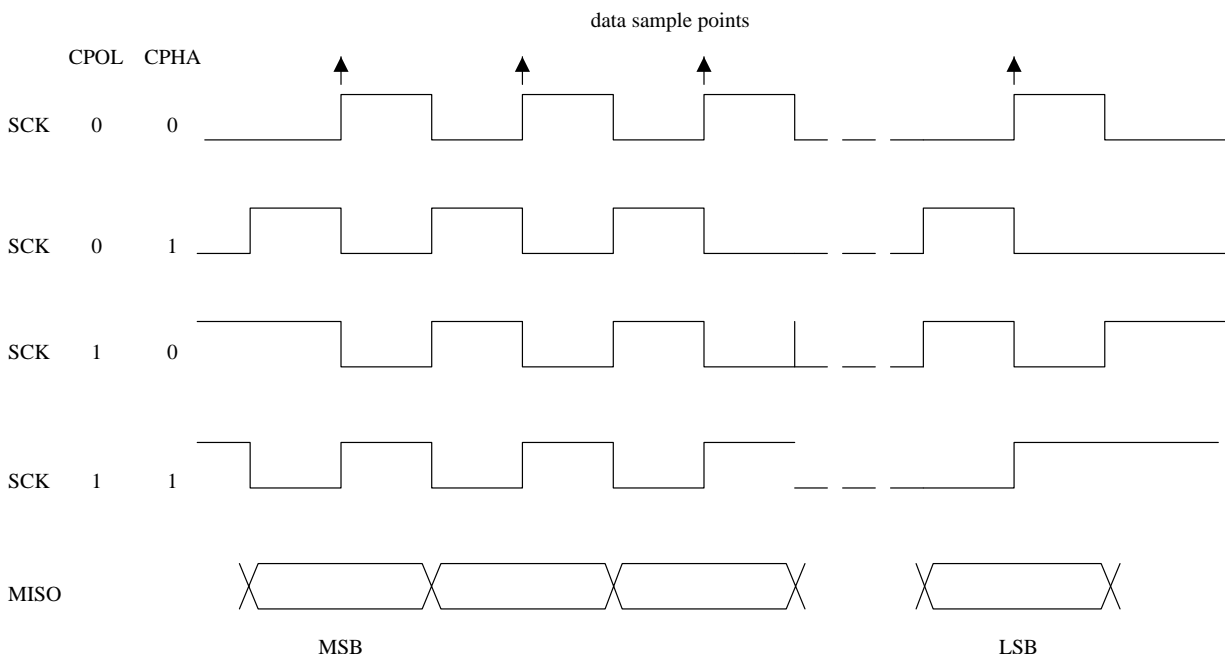 data sample points
CPOL CPHA
SCK 0 0
SCK 0 1
SCK 1 0
SCK 1 1
MISO
MSB LSB